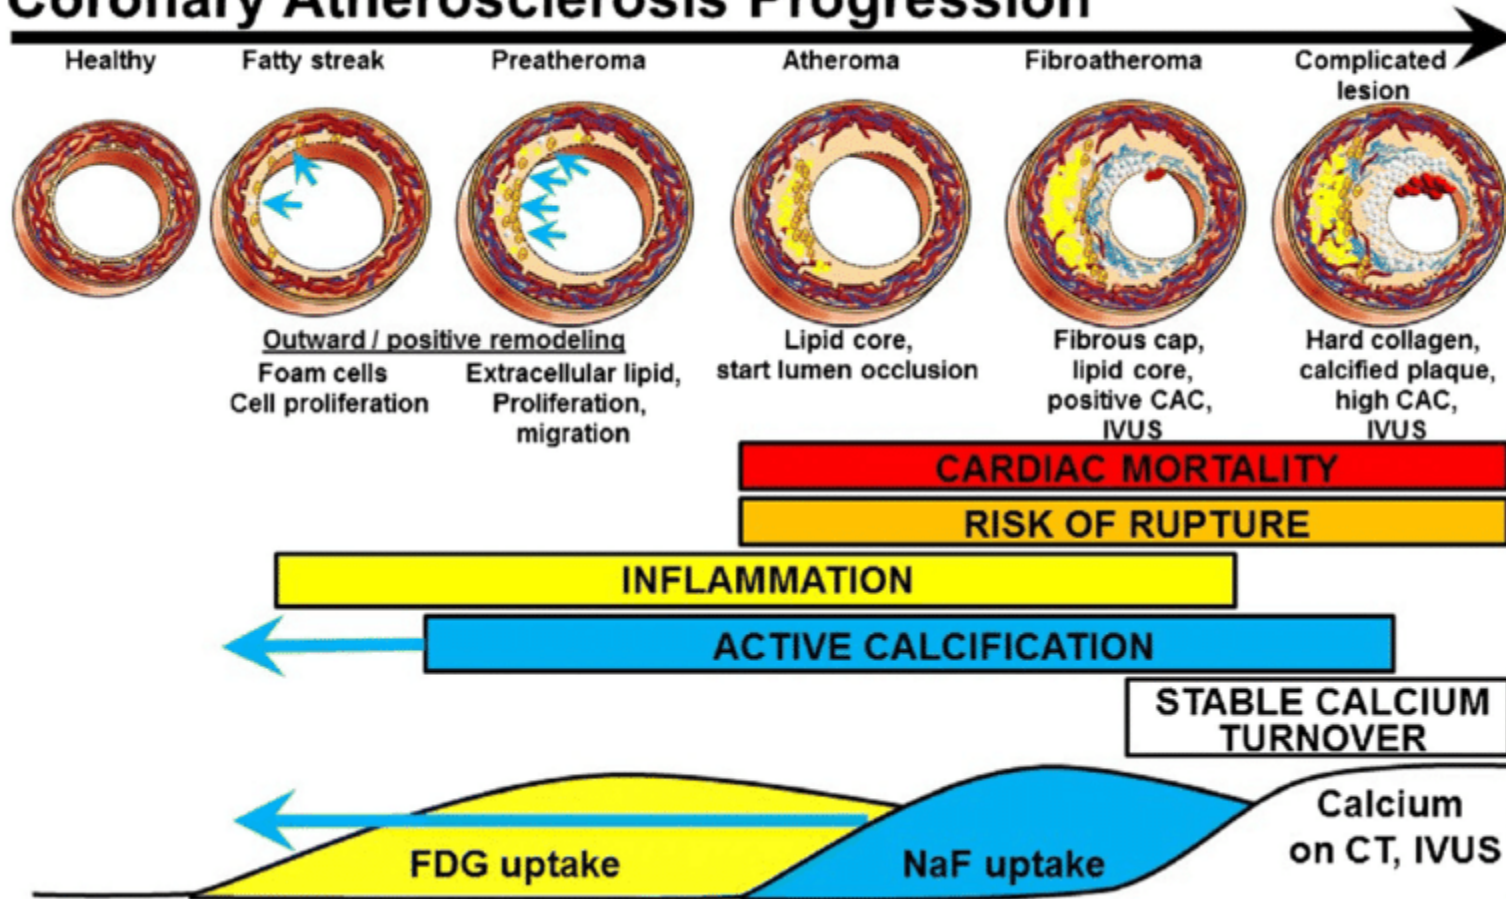 Coronary Atherosclerosis Progression
Healthy
Fatty streak
Preatheroma
Atheroma
Fibroatheroma
Complicated
lesion
Outward / positive remodeling
Foam cells
Cell proliferation
Extracellular lipid,
Proliferation,
migration
Lipid core,
start lumen occlusion
Fibrous cap,
lipid core,
positive CAC,
IVUS
Hard collagen,
calcified plaque,
high CAC,
IVUS
CARDIAC MORTALITY
RISK OF RUPTURE
INFLAMMATION
ACTIVE CALCIFICATION
STABLE CALCIUM
TURNOVER
FDG uptake
NaF uptake
Calcium
on CT, IVUS